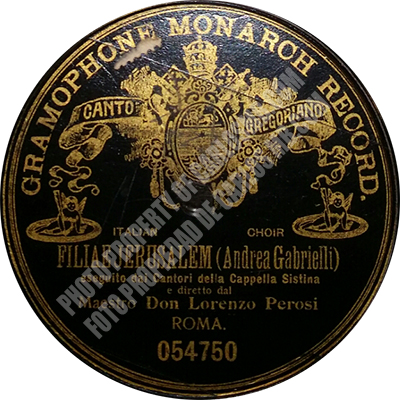 GRAMOPHONE MONARCH RECORD.
CANTO GREGORIANO
ITALIAN CHOIR
FILIAE JERUSALEM (Andrea Gabrielli)
eseguito dai Cantori della Cappella Sistina
e diretto dal
Maestro Don Lorenzo Perosi
ROMA.
054750